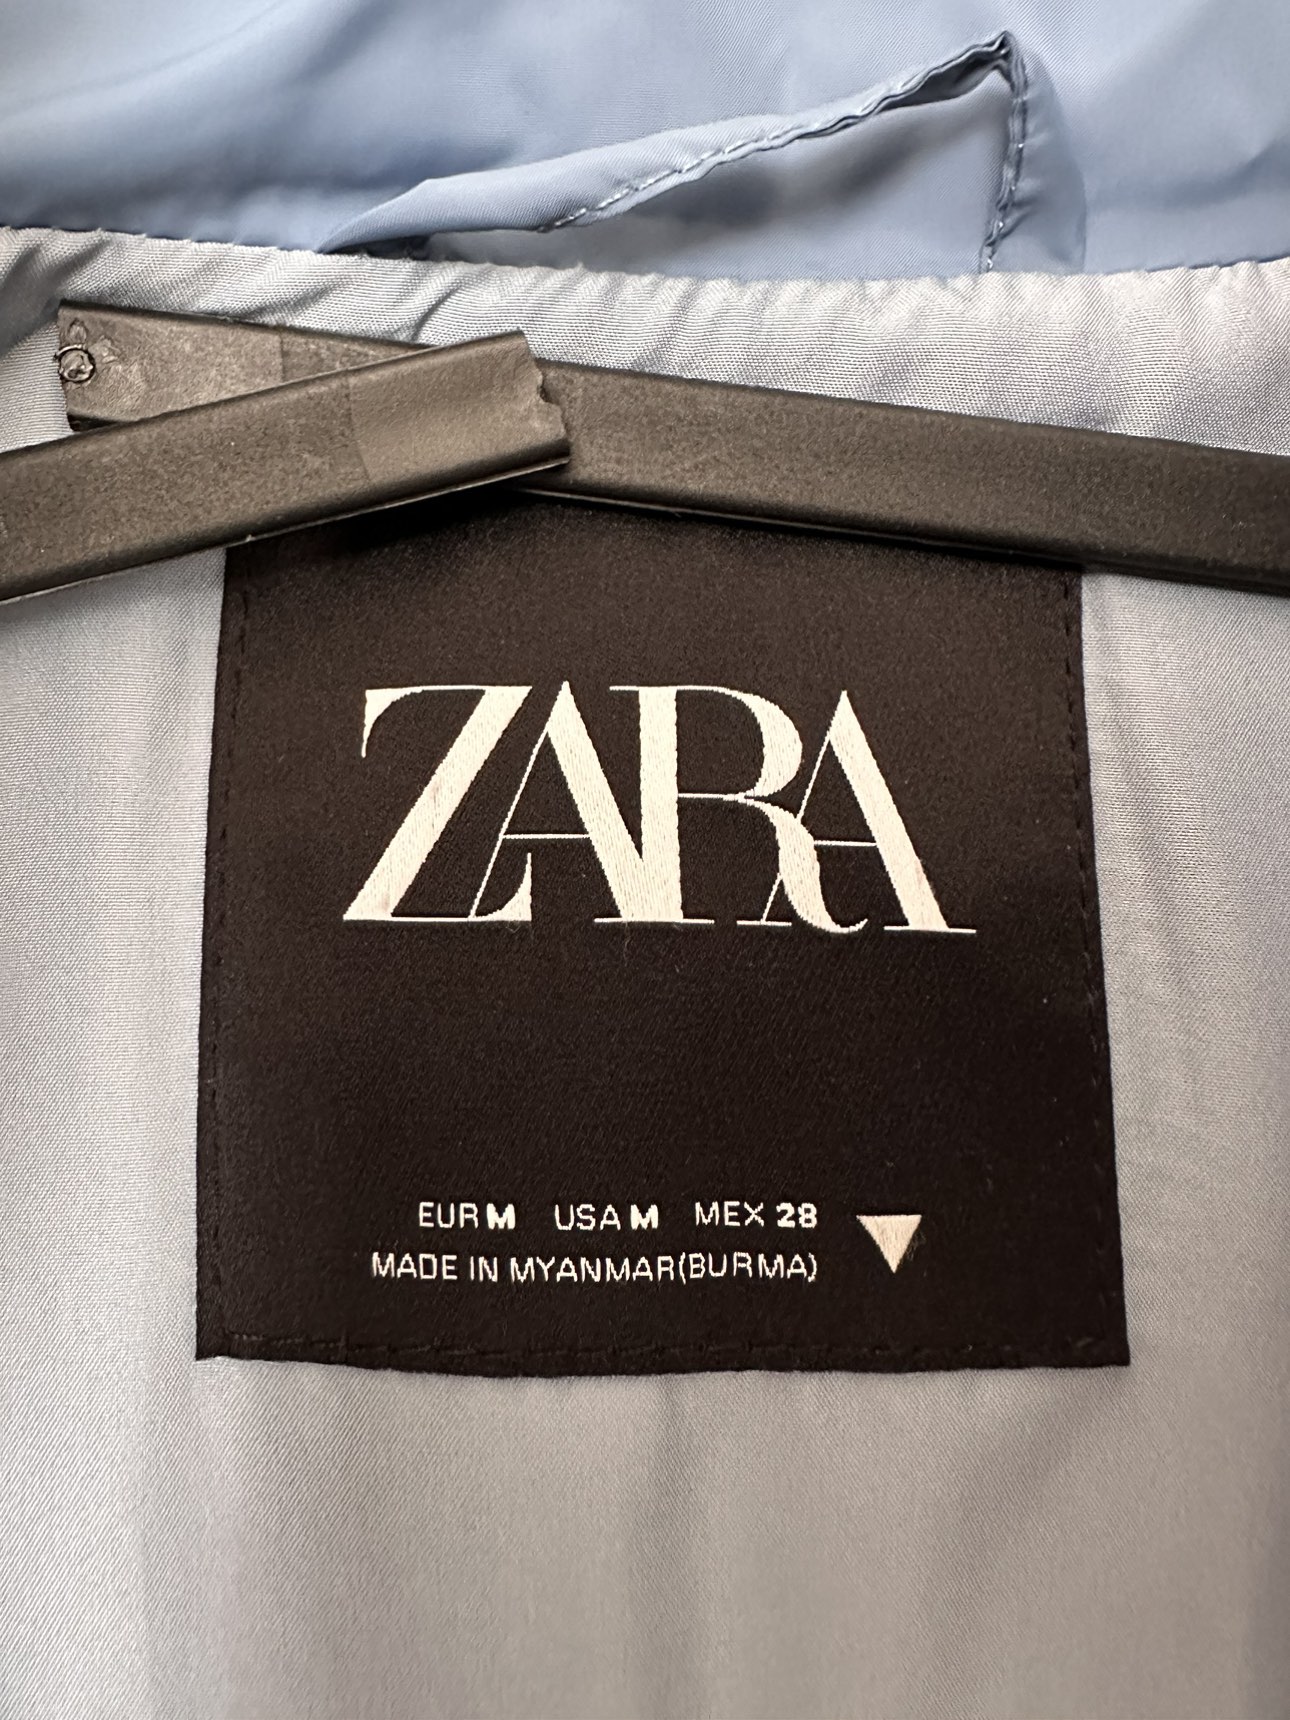 ZARA
EUR M USA M MEX 28
MADE IN MYANMAR(BURMA)